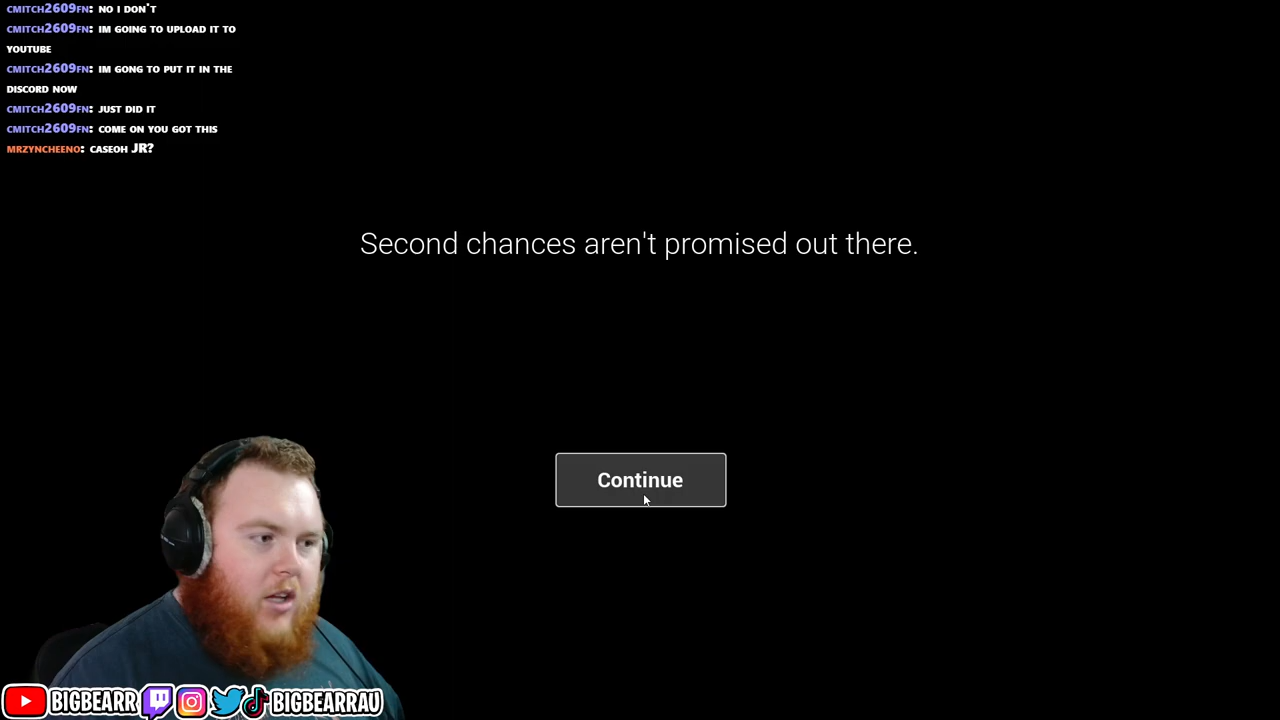 CMITCH2609FN: NO I DON'T
CMITCH2609FN: IM GOING TO UPLOAD IT TO
YOUTUBE
CMITCH2609FN: IM GONG TO PUT IT IN THE
DISCORD NOW
CMITCH2609FN: JUST DID IT
CMITCH2609FN: COME ON YOU GOT THIS
MRZYNCHEENO: CASEOH JR?
Second chances aren't promised out there.
Continue
BIGBEARR BIGBEARRAU